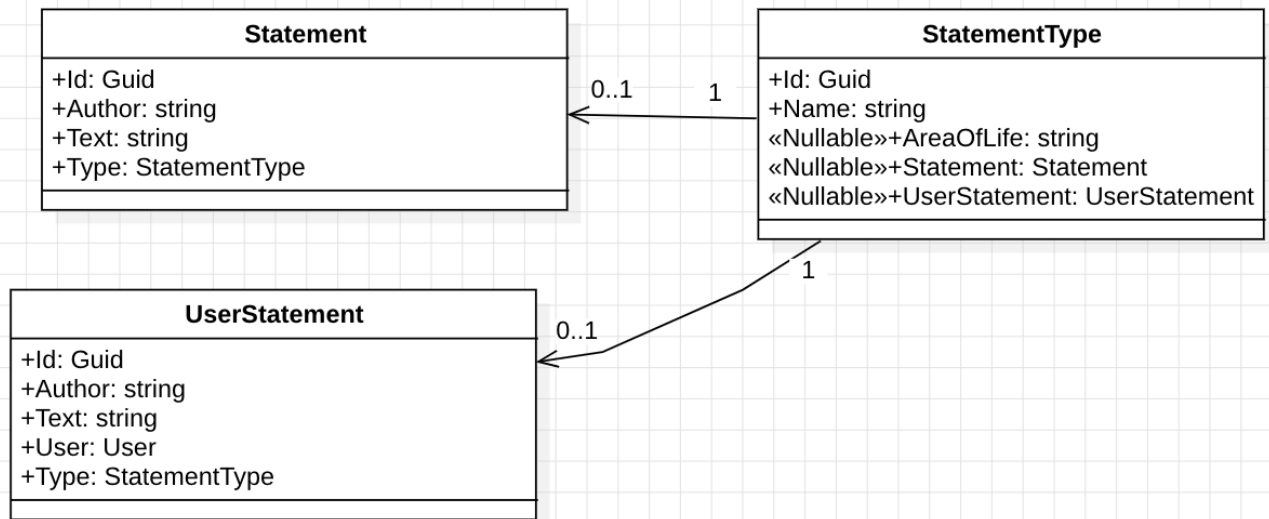 Statement
+Id: Guid
+Author: string
+Text: string
+Type: StatementType
0..1
1
StatementType
+Id: Guid
+Name: string
«Nullable»+AreaOfLife: string
«Nullable»+Statement: Statement
«Nullable»+UserStatement: UserStatement
1
0..1
UserStatement
+Id: Guid
+Author: string
+Text: string
+User: User
+Type: StatementType